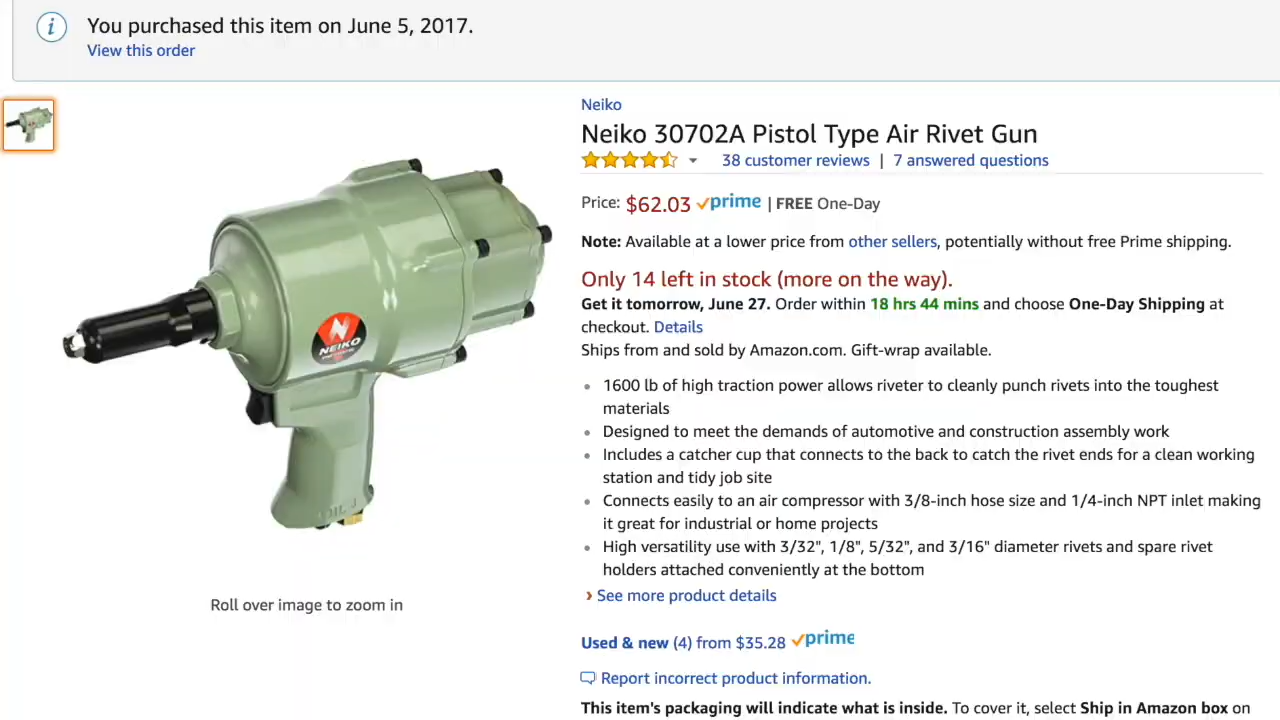 You purchased this item on June 5, 2017.
View this order
Neiko
Neiko 30702A Pistol Type Air Rivet Gun
38 customer reviews | 7 answered questions
Price: $62.03 prime | FREE One-Day
Note: Available at a lower price from other sellers, potentially without free Prime shipping.
Only 14 left in stock (more on the way).
Get it tomorrow, June 27. Order within 18 hrs 44 mins and choose One-Day Shipping at
checkout. Details
Ships from and sold by Amazon.com. Gift-wrap available.
1600 lb of high traction power allows riveter to cleanly punch rivets into the toughest
materials
Designed to meet the demands of automotive and construction assembly work
Includes a catcher cup that connects to the back to catch the rivet ends for a clean working
station and tidy job site
Connects easily to an air compressor with 3/8-inch hose size and 1/4-inch NPT inlet making
it great for industrial or home projects
High versatility use with 3/32", 1/8", 5/32", and 3/16" diameter rivets and spare rivet
holders attached conveniently at the bottom
› See more product details
Used & new (4) from $35.28 prime
Report incorrect product information.
This item's packaging will indicate what is inside. To cover it, select Ship in Amazon box on
N
NEIKO
Roll over image to zoom in